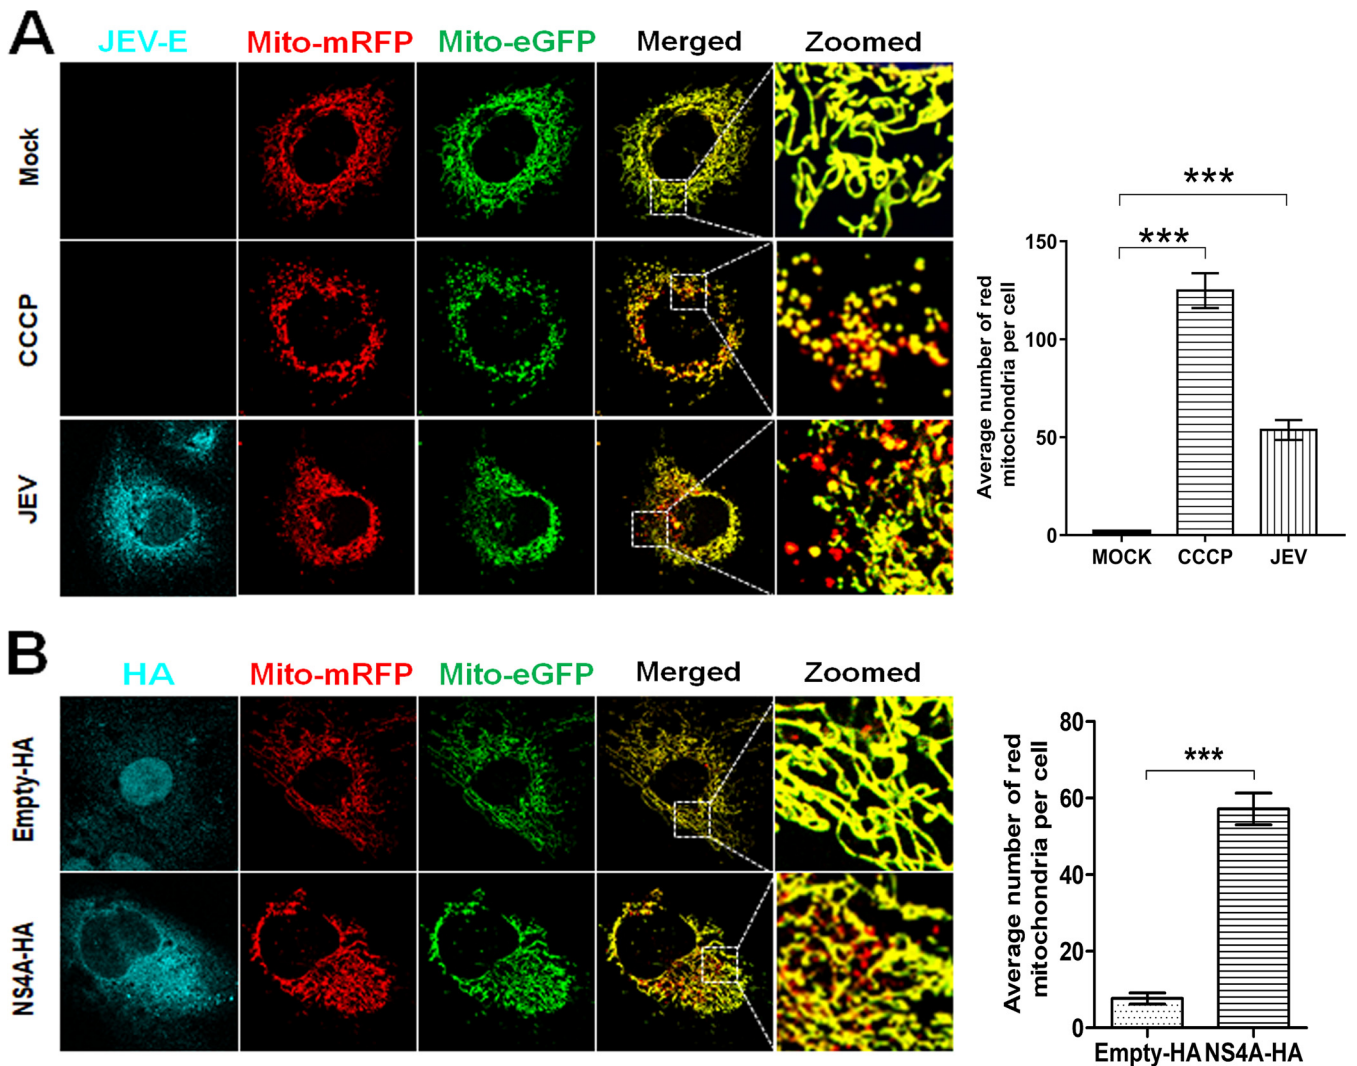 A
JEV-E Mito-mRFP Mito-eGFP Merged Zoomed
Mock
CCCP
JEV
***
***
Average number of red
mitochondria per cell
150
100
50
0
MOCK CCCP JEV
B
HA Mito-mRFP Mito-eGFP Merged Zoomed
Empty-HA
NS4A-HA
***
Average number of red
mitochondria per cell
80
60
40
20
0
Empty-HA NS4A-HA